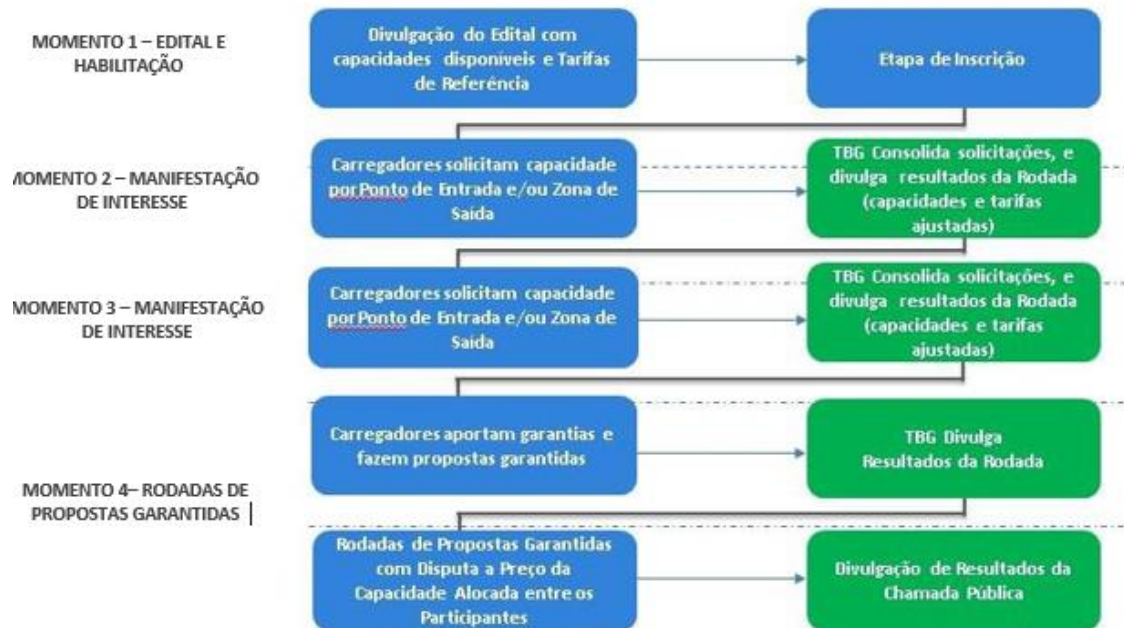 MOMENTO 1 – EDITAL E
HABILITAÇÃO
Divulgação do Edital com
capacidades disponíveis e Tarifas
de Referência
Etapa de Inscrição
MOMENTO 2 – MANIFESTAÇÃO
DE INTERESSE
Carregadores solicitam capacidade
porPonto de Entrada e/ou Zona de
Saída
TBG Consolida solicitações, e
divulga resultados da Rodada
(capacidades e tarifas
ajustadas)
MOMENTO 3 – MANIFESTAÇÃO
DE INTERESSE
Carregadores solicitam capacidade
porPonto de Entrada e/ou Zona de
Saída
TBG Consolida solicitações, e
divulga resultados da Rodada
(capacidades e tarifas
ajustadas)
MOMENTO 4– RODADAS DE
PROPOSTAS GARANTIDAS
Carregadores aportam garantias e
fazem propostas garantidas
TBG Divulga
Resultados da Rodada
Rodadas de Propostas Garantidas
com Disputa a Preço da
Capacidade Alocada entre os
Participantes
Divulgação de Resultados da
Chamada Pública